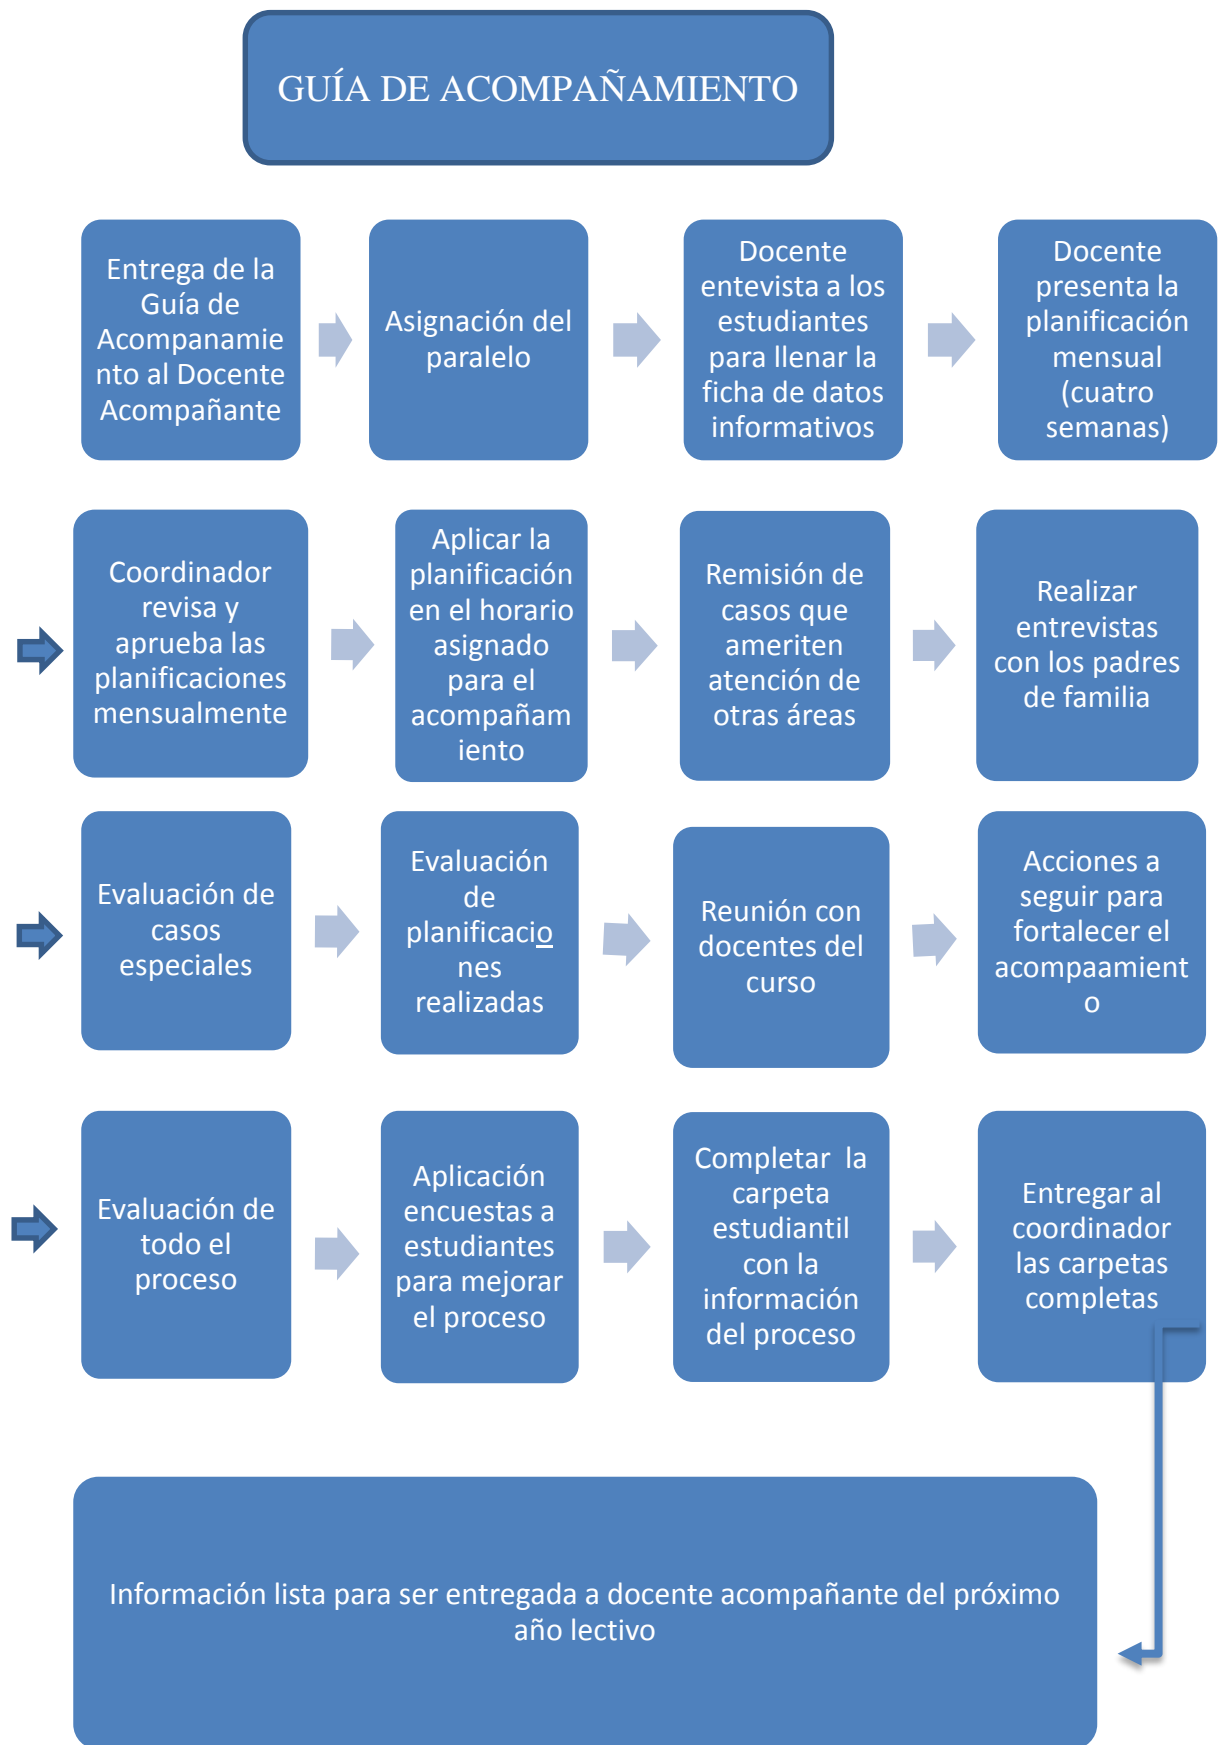 GUÍA DE ACOMPAÑAMIENTO
Entrega de la
Guía de
Acompanamie
nto al Docente
Acompañante
Asignación del
paralelo
Docente
entevista a los
estudiantes
para llenar la
ficha de datos
informativos
Docente
presenta la
planificación
mensual
(cuatro
semanas)
Coordinador
revisa y
aprueba las
planificaciones
mensualmente
Aplicar la
planificación
en el horario
asignado
para el
acompañam
iento
Remisión de
casos que
ameriten
atención de
otras áreas
Realizar
entrevistas
con los padres
de familia
Evaluación de
casos
especiales
Evaluación
de
planificacio
nes
realizadas
Reunión con
docentes del
curso
Acciones a
seguir para
fortalecer el
acompaamient
o
Evaluación de
todo el
proceso
Aplicación
encuestas a
estudiantes
para mejorar
el proceso
Completar  la
carpeta
estudiantil
con la
información
del proceso
Entregar al
coordinador
las carpetas
completas
Información lista para ser entregada a docente acompañante del próximo
año lectivo